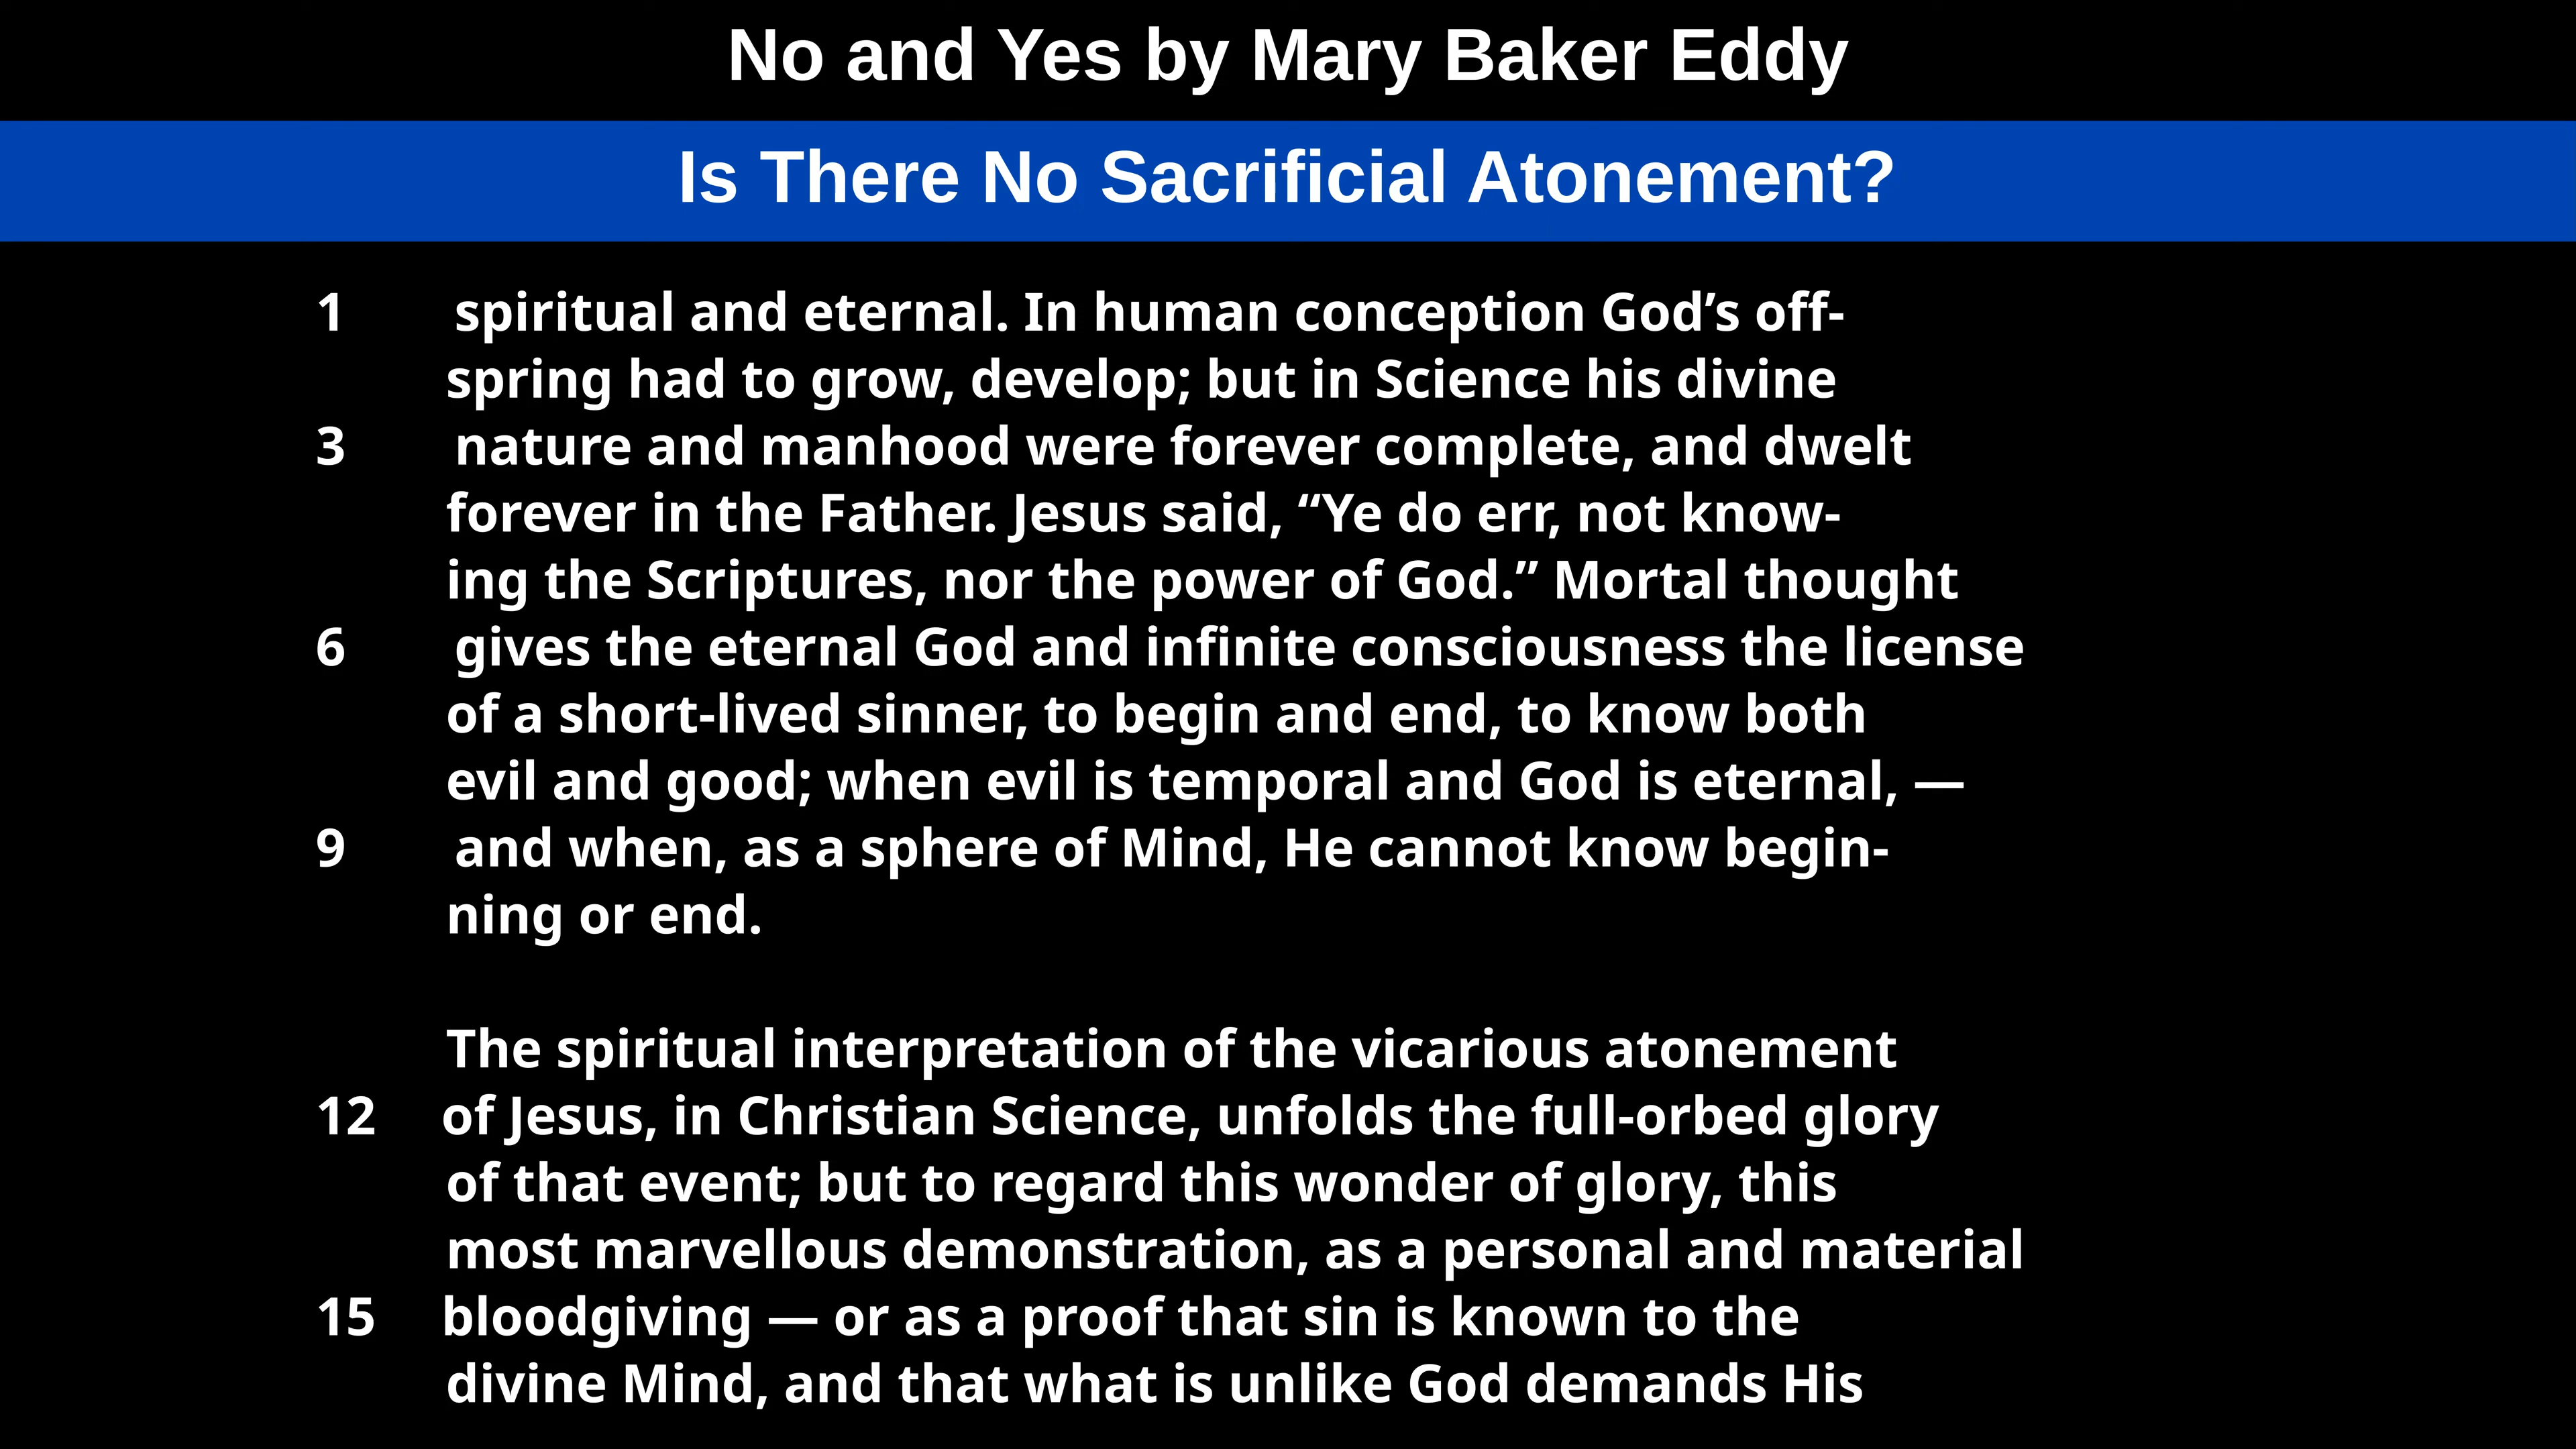 No and Yes by Mary Baker Eddy
Is There No Sacrificial Atonement?
1 spiritual and eternal. In human conception God’s off-
spring had to grow, develop; but in Science his divine
3 nature and manhood were forever complete, and dwelt
forever in the Father. Jesus said, “Ye do err, not know-
ing the Scriptures, nor the power of God.” Mortal thought
6 gives the eternal God and infinite consciousness the license
of a short-lived sinner, to begin and end, to know both
evil and good; when evil is temporal and God is eternal, —
9 and when, as a sphere of Mind, He cannot know begin-
ning or end.
The spiritual interpretation of the vicarious atonement
12 of Jesus, in Christian Science, unfolds the full-orbed glory
of that event; but to regard this wonder of glory, this
most marvellous demonstration, as a personal and material
15 bloodgiving — or as a proof that sin is known to the
divine Mind, and that what is unlike God demands His